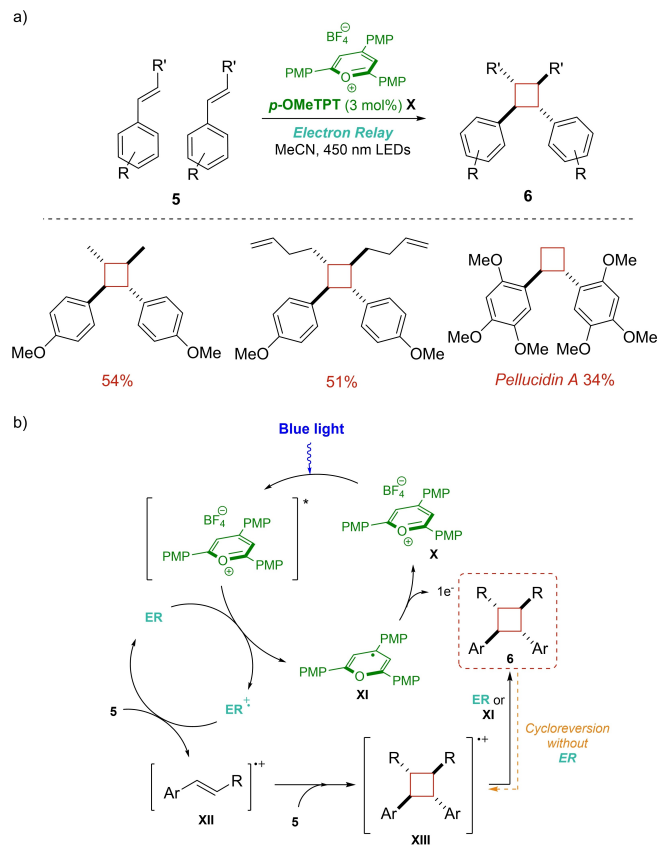 a)
BF4⊖
PMP
PMP
O
⊕
PMP
R'
R'
R
R
5
p-OMeTPT (3 mol%) X
Electron Relay
MeCN, 450 nm LEDs
R'
R'
R
R
6
MeO
OMe
54%
MeO
OMe
51%
MeO
OMe
MeO
OMe
MeO
OMe
Pellucidin A 34%
b)
Blue light
BF4⊖
PMP
PMP
O
⊕
PMP
*
BF4⊖
PMP
PMP
O
⊕
PMP
X
ER
1e-
PMP
PMP
O
PMP
XI
R
R
Ar
Ar
6
ER•+
5
ER or
XI
Cycloreversion
without
ER
Ar
R
•+
XII
5
R
R
Ar
Ar
•+
XIII